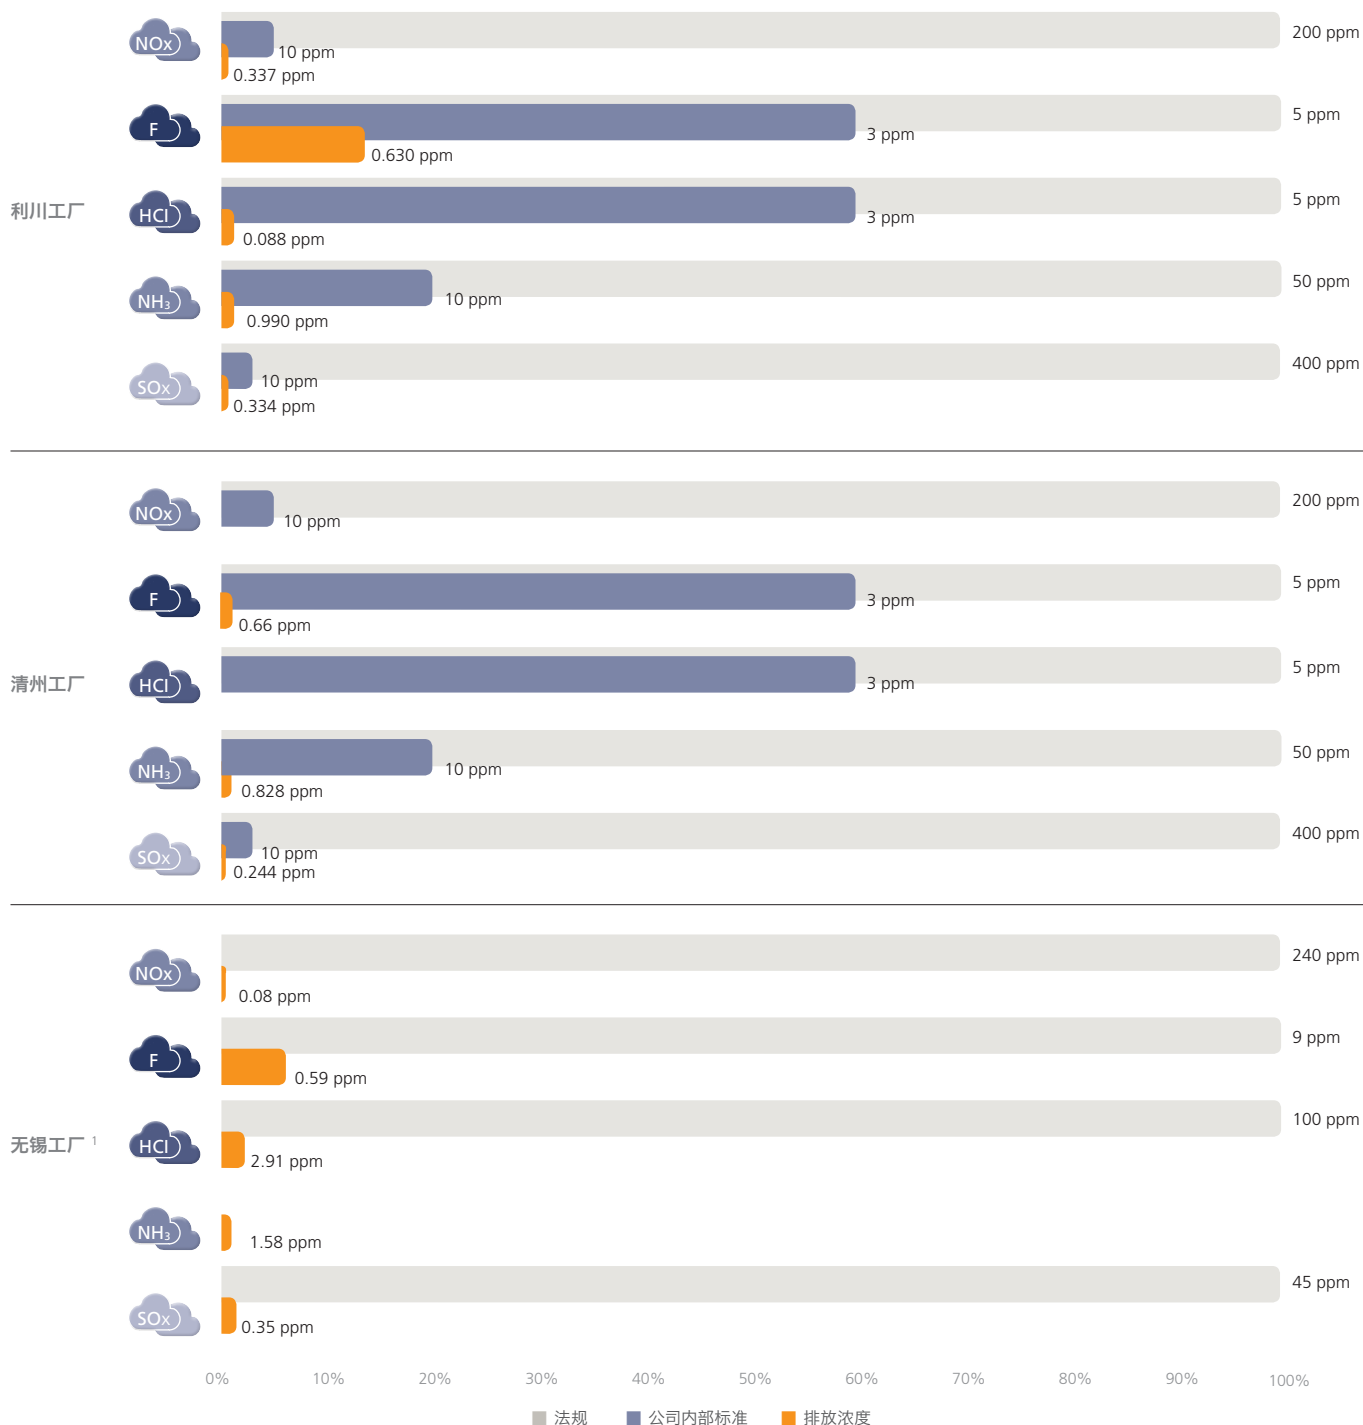 NOx
200 ppm
10 ppm
0.337 ppm
F
5 ppm
3 ppm
0.630 ppm
利川工厂
HCl
5 ppm
3 ppm
0.088 ppm
NH₃
50 ppm
10 ppm
0.990 ppm
SOx
400 ppm
10 ppm
0.334 ppm
NOx
200 ppm
10 ppm
F
5 ppm
3 ppm
0.66 ppm
清州工厂
HCl
5 ppm
3 ppm
NH₃
50 ppm
10 ppm
0.828 ppm
SOx
400 ppm
10 ppm
0.244 ppm
NOx
240 ppm
0.08 ppm
F
9 ppm
0.59 ppm
无锡工厂 ¹
HCl
100 ppm
2.91 ppm
NH₃
1.58 ppm
SOx
45 ppm
0.35 ppm
0% 10% 20% 30% 40% 50% 60% 70% 80% 90% 100%
法规 公司内部标准 排放浓度